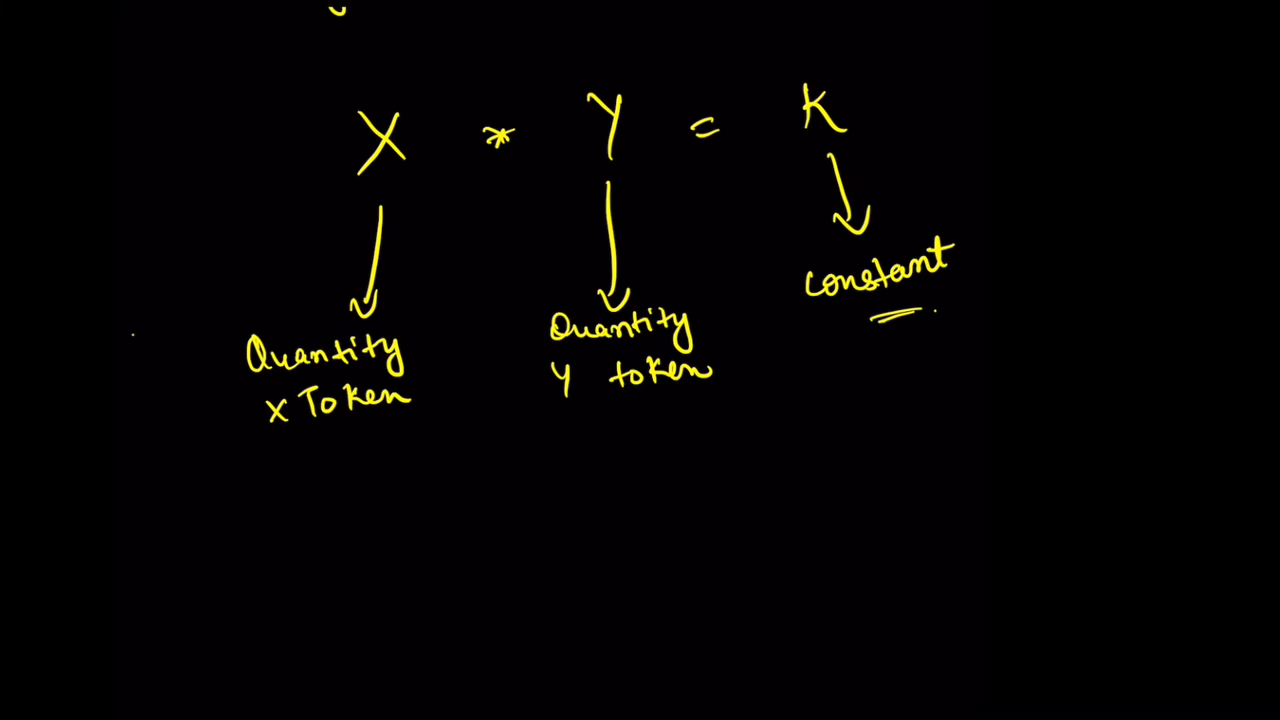 X * Y = K
Quantity
X Token
Quantity
Y token
constant